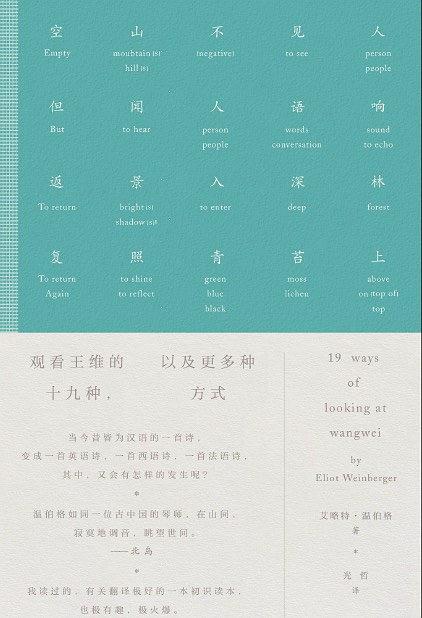 空 山 不 见 人
Empty mountain (s) (negative) to see person
hill (s) people
但 闻 人 语 响
But to hear person words sound
people conversation to echo
返 景 入 深 林
To return bright(s) to enter deep forest
shadow(s)
复 照 青 苔 上
To return to shine green moss above
Again to reflect blue lichen on (top of)
black top
观看王维的 以及更多种
十九种， 方式
当今昔皆为汉语的一首诗，
变成一首英语诗，一首西语诗，一首法语诗，
其中，又会有怎样的发生呢？
*
温伯格如同一位古中国的琴师，在山间，
寂寞地调音，眺望世间。
——北岛
*
我读过的，有关翻译极好的一本初识读本，
也极有趣，极火爆。
19 ways
of
looking at
wangwei
by
Eliot Weinberger
艾略特·温伯格
著
*
光哲
译